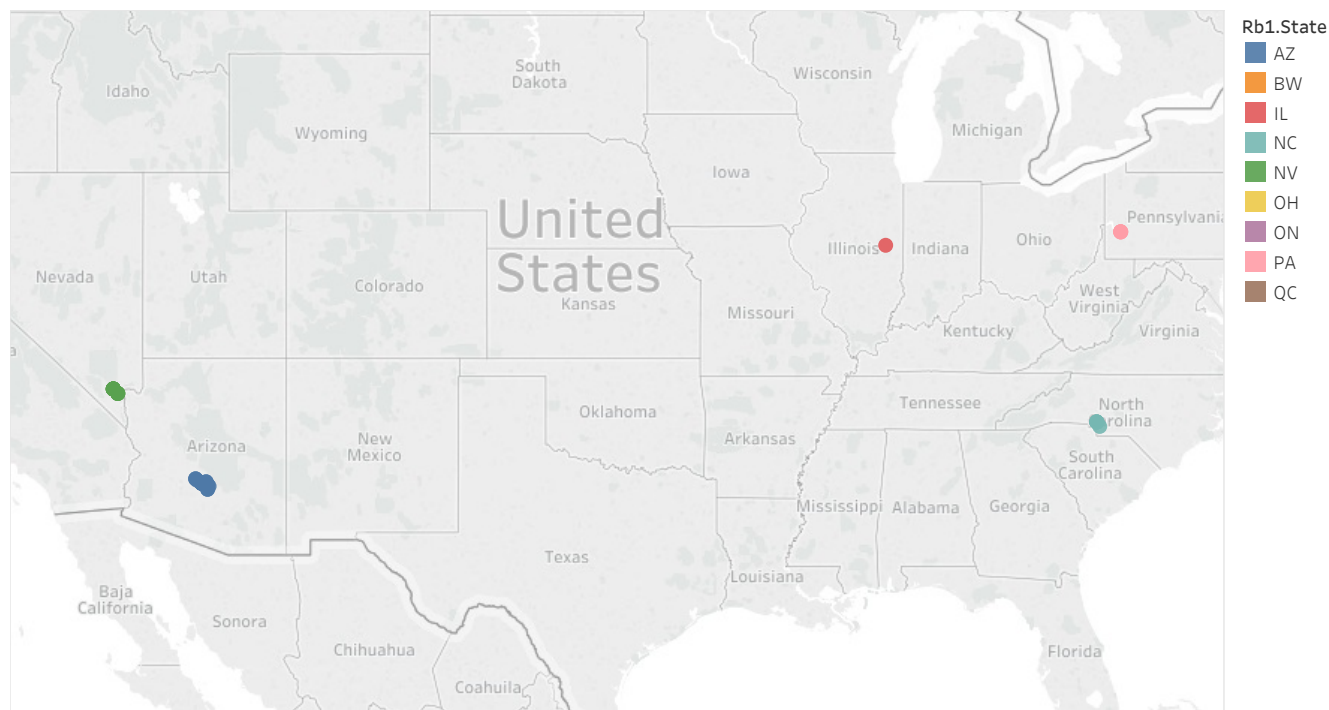 Idaho
South
Dakota
Wisconsin
Michigan
Wyoming
Iowa
United
States
Pennsylvania
Nevada
Utah
Colorado
Kansas
Illinois
Indiana
Ohio
Missouri
West
Virginia
Kentucky
Virginia
a
Arizona
New
Mexico
Oklahoma
Arkansas
Tennessee
North
rolina
South
Carolina
Mississippi
Alabama
Georgia
Texas
Louisiana
Baja
California
Sonora
Chihuahua
Coahuila
Florida
Rb1.State
AZ
BW
IL
NC
NV
OH
ON
PA
QC